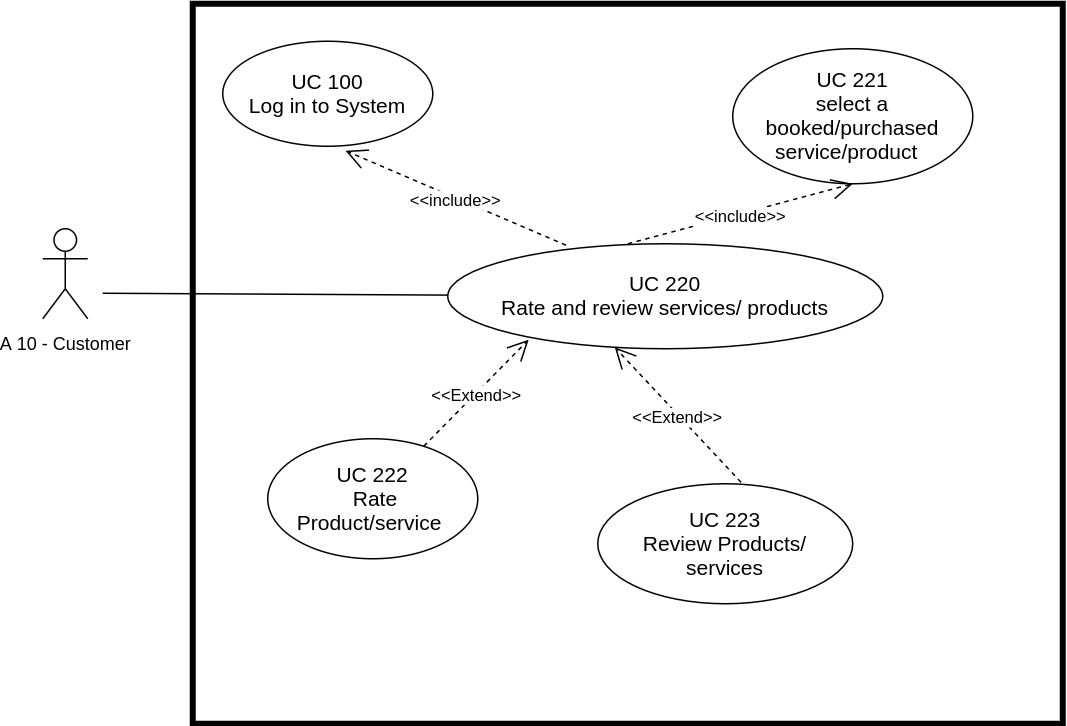 UC 100
Log in to System
UC 221
select a
booked/purchased
service/product
<<include>>
<<include>>
UC 220
Rate and review services/ products
A 10 - Customer
<<Extend>>
<<Extend>>
UC 222
Rate
Product/service
UC 223
Review Products/
services